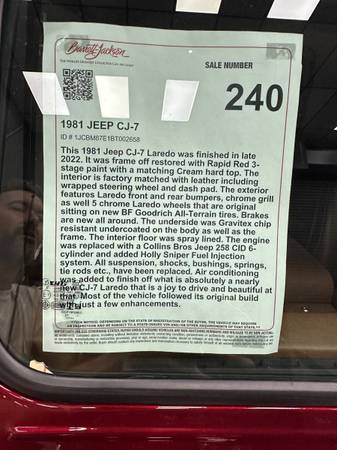 Barrett-Jackson
SALE NUMBER
240
1981 JEEP CJ-7
ID # 1JCBM87E1BT002658
This 1981 Jeep CJ-7 Laredo was finished in late
2022. It was frame off restored with Rapid Red 3-
stage paint with a matching Cream hard top. The
interior is factory matched with leather including
wrapped steering wheel and dash pad. The exterior
features Laredo front and rear bumpers, chrome grill
as well 5 chrome Laredo wheels that are original
sitting on new BF Goodrich All-Terrain tires. Brakes
are new all around. The underside was Gravitex chip
resistant undercoated on the body as well as the
frame. The interior floor was spray lined. The engine
was replaced with a Collins Bros Jeep 258 CID 6-
cylinder and added Holly Sniper Fuel Injection
system. All suspension, shocks, bushings, springs,
tie rods etc., have been replaced. Air conditioning
was added to finish off what is absolutely a nearly
new CJ-7 Laredo that is a joy to drive and beautiful at
that. Most of the vehicle followed its original build
with just a few enhancements.